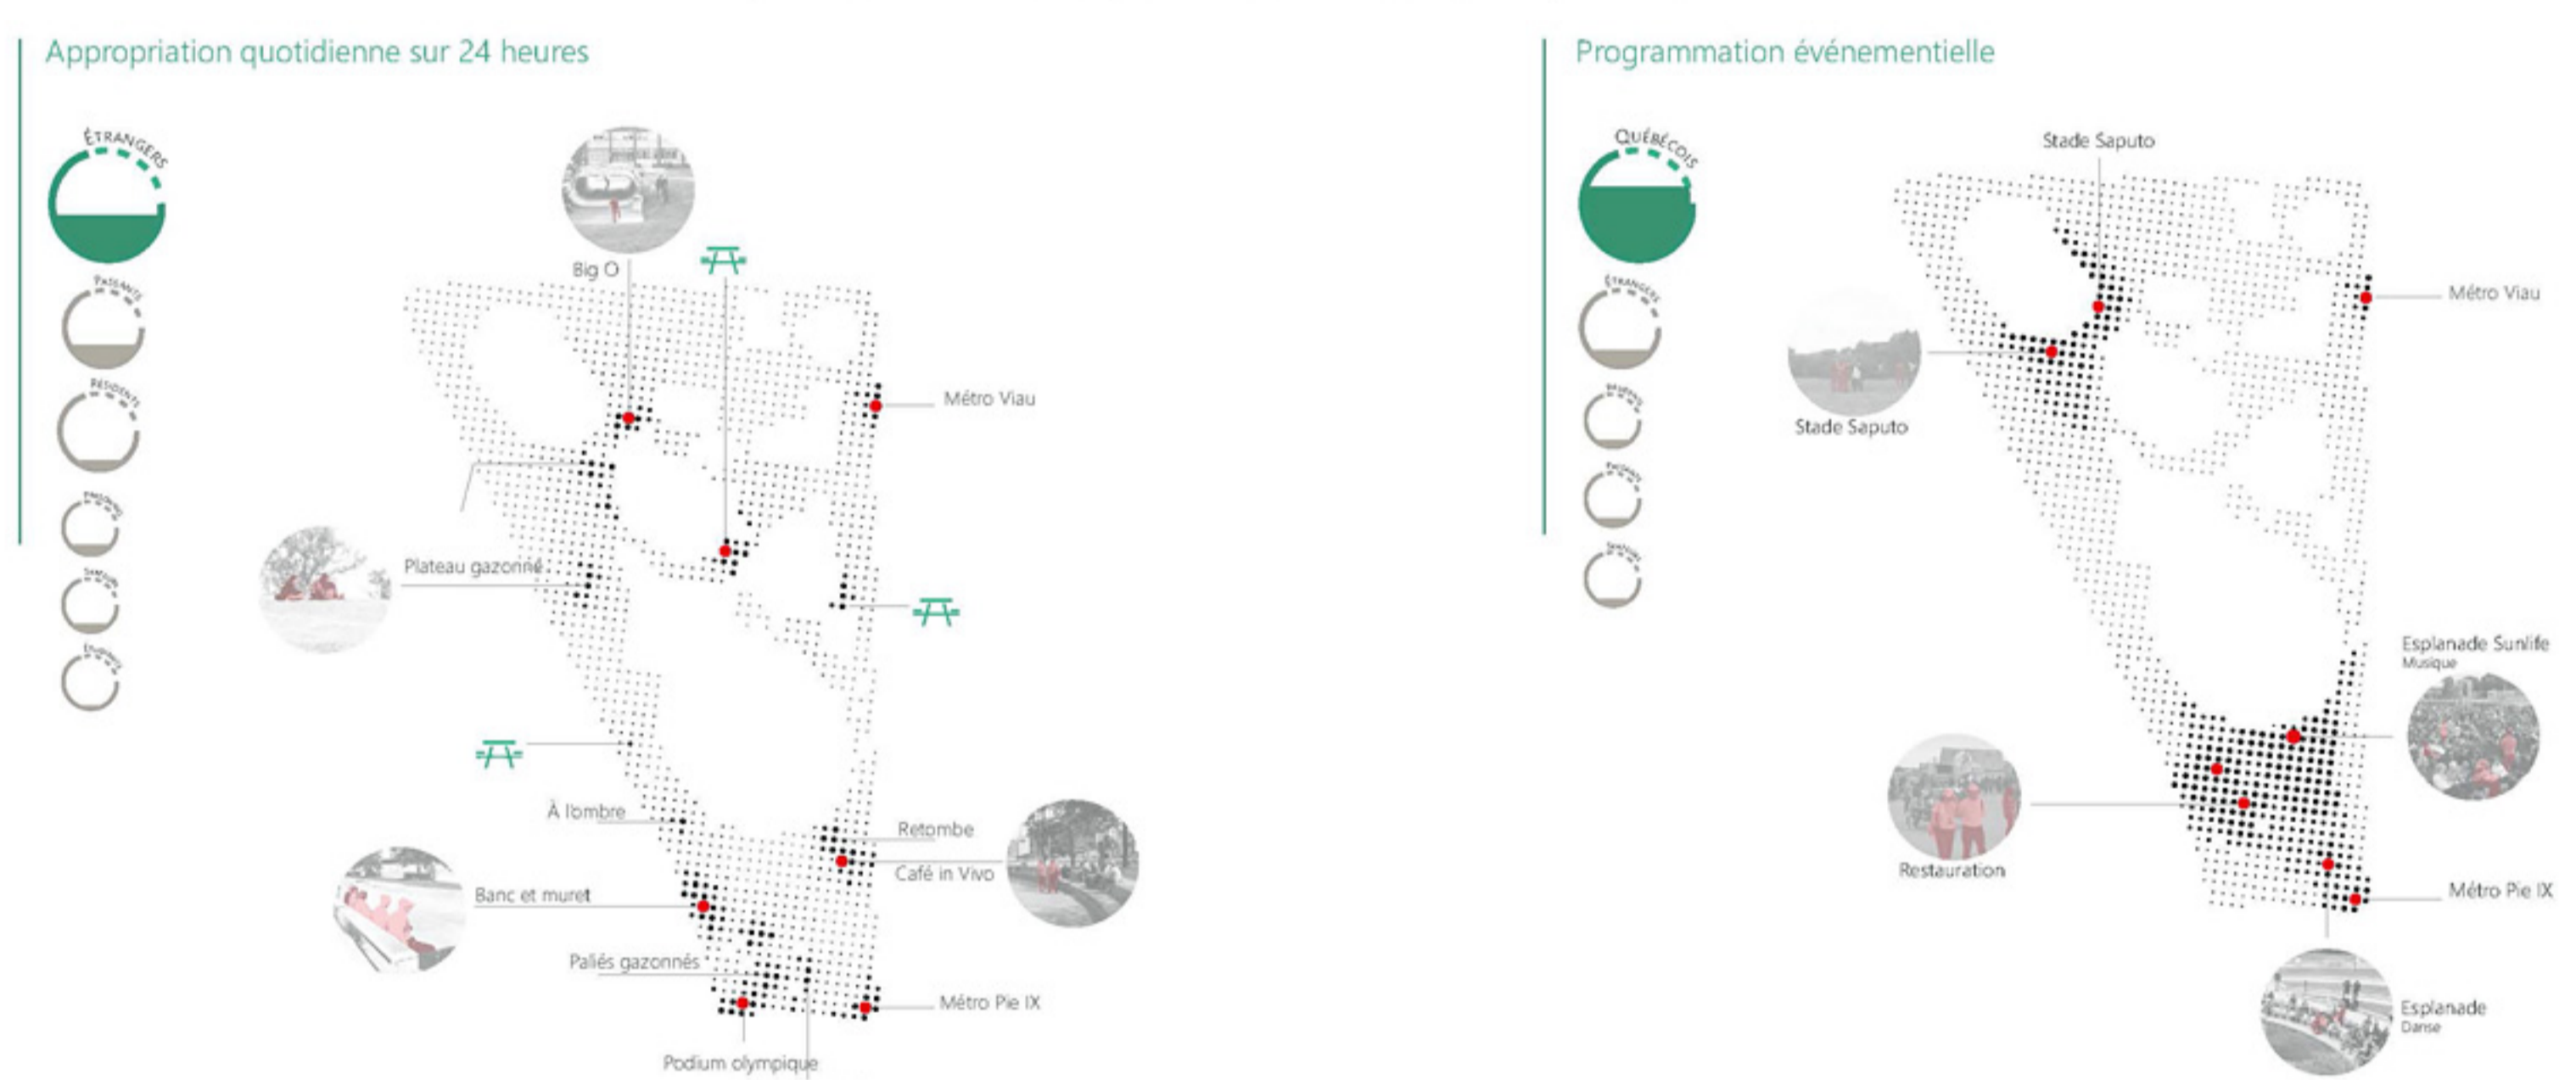 Appropriation quotidienne sur 24 heures
ÉTRANGERS
PASSANTS
RÉSIDENTS
Big O
Métro Viau
Plateau gazonné
À l'ombre
Retombe
Café in Vivo
Banc et muret
Paliés gazonnés
Métro Pie IX
Podium olympique
Programmation événementielle
QUÉBÉCOIS
ÉTRANGERS
Stade Saputo
Métro Viau
Stade Saputo
Esplanade Sunlife
Musique
Restauration
Métro Pie IX
Esplanade
Danse